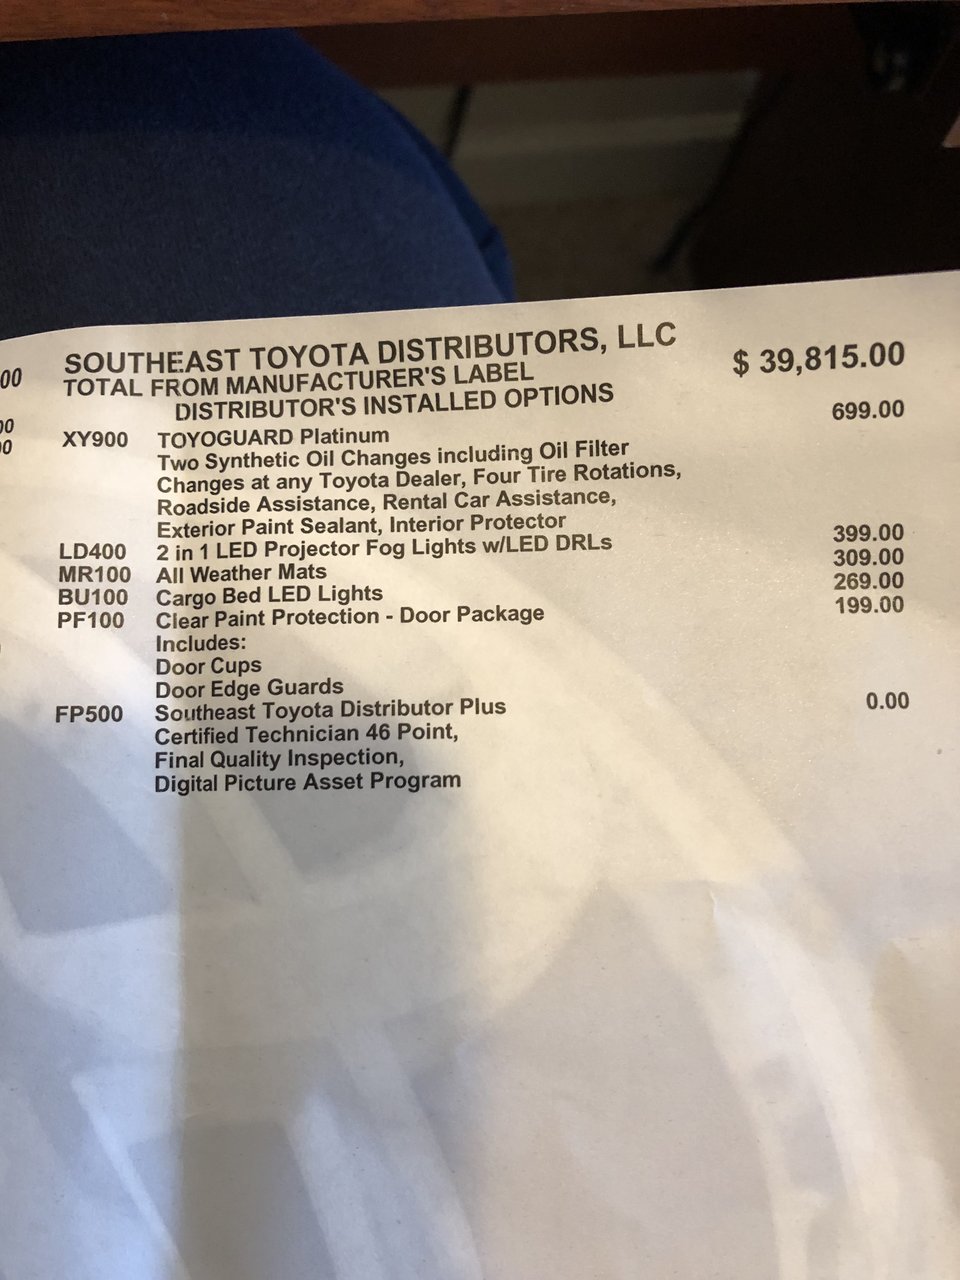 SOUTHEAST TOYOTA DISTRIBUTORS, LLC
TOTAL FROM MANUFACTURER'S LABEL $ 39,815.00
DISTRIBUTOR'S INSTALLED OPTIONS
XY900 TOYOGUARD Platinum 699.00
Two Synthetic Oil Changes including Oil Filter
Changes at any Toyota Dealer, Four Tire Rotations,
Roadside Assistance, Rental Car Assistance,
Exterior Paint Sealant, Interior Protector
LD400 2 in 1 LED Projector Fog Lights w/LED DRLs 399.00
MR100 All Weather Mats 309.00
BU100 Cargo Bed LED Lights 269.00
PF100 Clear Paint Protection - Door Package 199.00
Includes:
Door Cups
Door Edge Guards
FP500 Southeast Toyota Distributor Plus 0.00
Certified Technician 46 Point,
Final Quality Inspection,
Digital Picture Asset Program